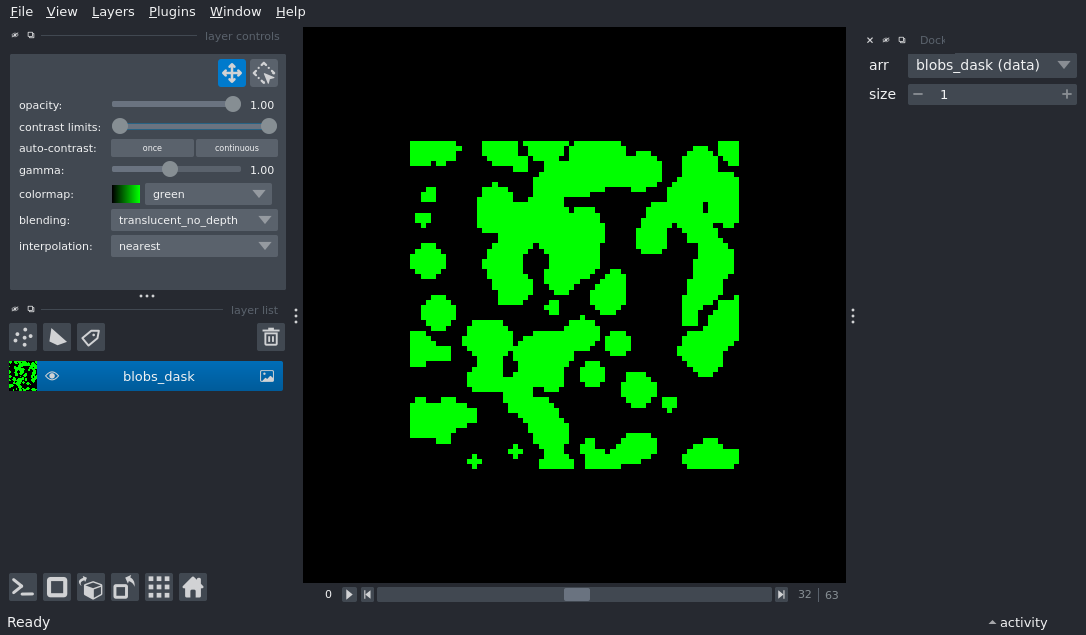 File View Layers Plugins Window Help
layer controls
Dock
arr blobs_dask (data)
size 1
opacity: 1.00
contrast limits:
auto-contrast: once continuous
gamma: 1.00
colormap: green
blending: translucent_no_depth
interpolation: nearest
layer list
blobs_dask
0 32 63
Ready
activity